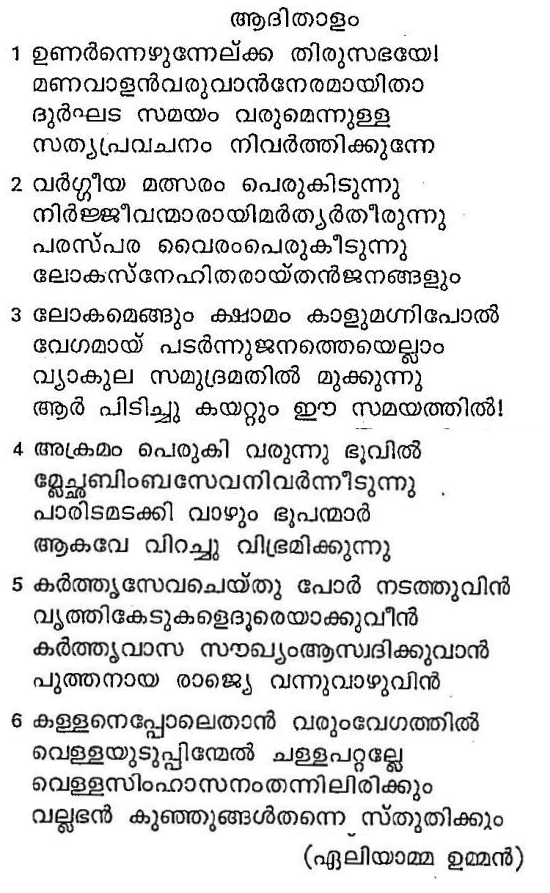 ആദിതാളം
1 ഉണർന്നെഴുന്നേല്ക്ക തിരുസഭയേ!
മണവാളൻവരുവാൻനേരമായിതാ
ദുർഘട സമയം വരുമെന്നുള്ള
സത്യപ്രവചനം നിവർത്തിക്കുന്നേ
2 വർഗ്ഗീയ മത്സരം പെരുകിടുന്നു
നിർജ്ജീവന്മാരായിമർത്യർതീരുന്നു
പരസ്പര വൈരംപെരുകീടുന്നു
ലോകസ്നേഹിതരായ്തൻജനങ്ങളും
3 ലോകമെങ്ങും ക്ഷാമം കാളുമഗ്നിപോൽ
വേഗമായ് പടർന്നുജനത്തെയെല്ലാം
വ്യാകുല സമുദ്രമതിൽ മുക്കുന്നു
ആർ പിടിച്ചു കയറ്റും ഈ സമയത്തിൽ!
4 അക്രമം പെരുകി വരുന്നു ഭൂവിൽ
മ്ലേച്ഛബിംബസേവനിവർന്നീടുന്നു
പാരിടമടക്കി വാഴും ഭൂപന്മാർ
ആകവേ വിറച്ചു വിഭ്രമിക്കുന്നു
5 കർത്തൃസേവചെയ്തു പോർ നടത്തുവിൻ
വൃത്തികേടുകളെദൂരെയാക്കുവീൻ
കർത്തൃവാസ സൗഖ്യംആസ്വദിക്കുവാൻ
പുത്തനായ രാജ്യെ വന്നുവാഴുവിൻ
6 കള്ളനെപ്പോലെതാൻ വരുംവേഗത്തിൽ
വെള്ളയുടുപ്പിന്മേൽ ചള്ളപറ്റല്ലേ
വെള്ളസിംഹാസനംതന്നിലിരിക്കും
വല്ലഭൻ കുഞ്ഞുങ്ങൾതന്നെ സ്തുതിക്കും
(ഏലിയാമ്മ ഉമ്മൻ)